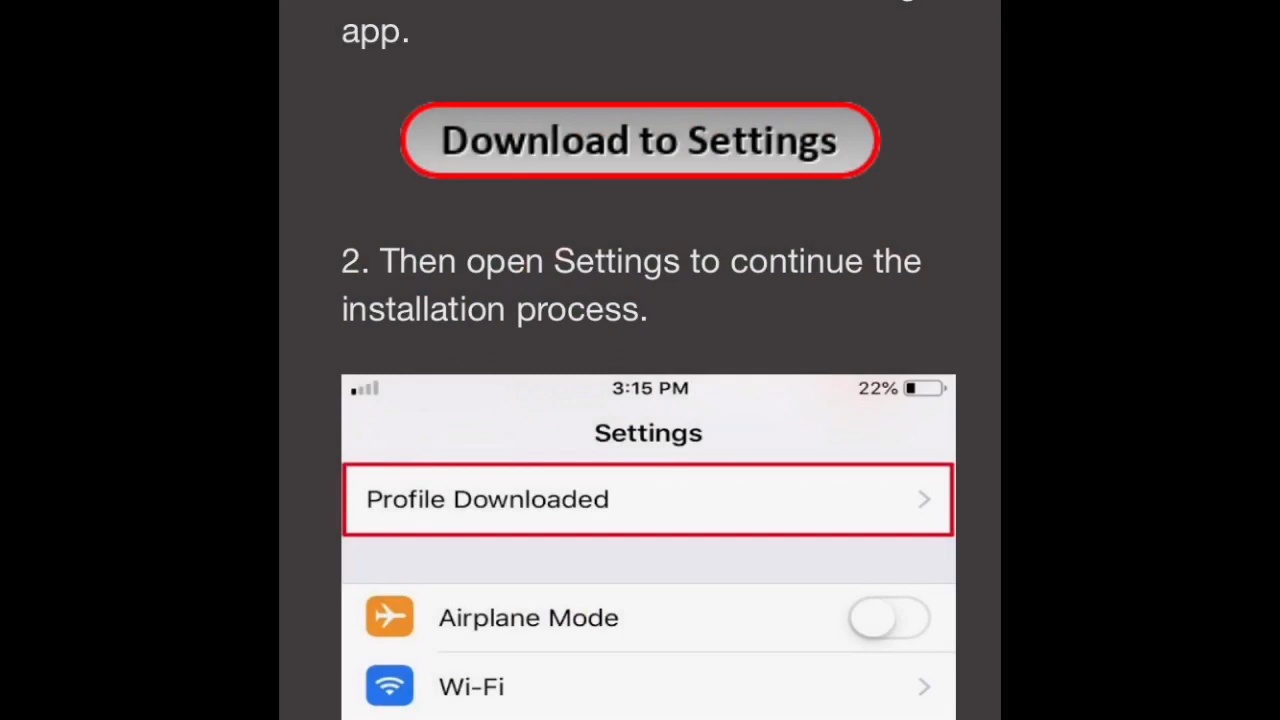 app.
Download to Settings
2. Then open Settings to continue the
installation process.
3:15 PM
22%
Settings
Profile Downloaded
Airplane Mode
Wi-Fi